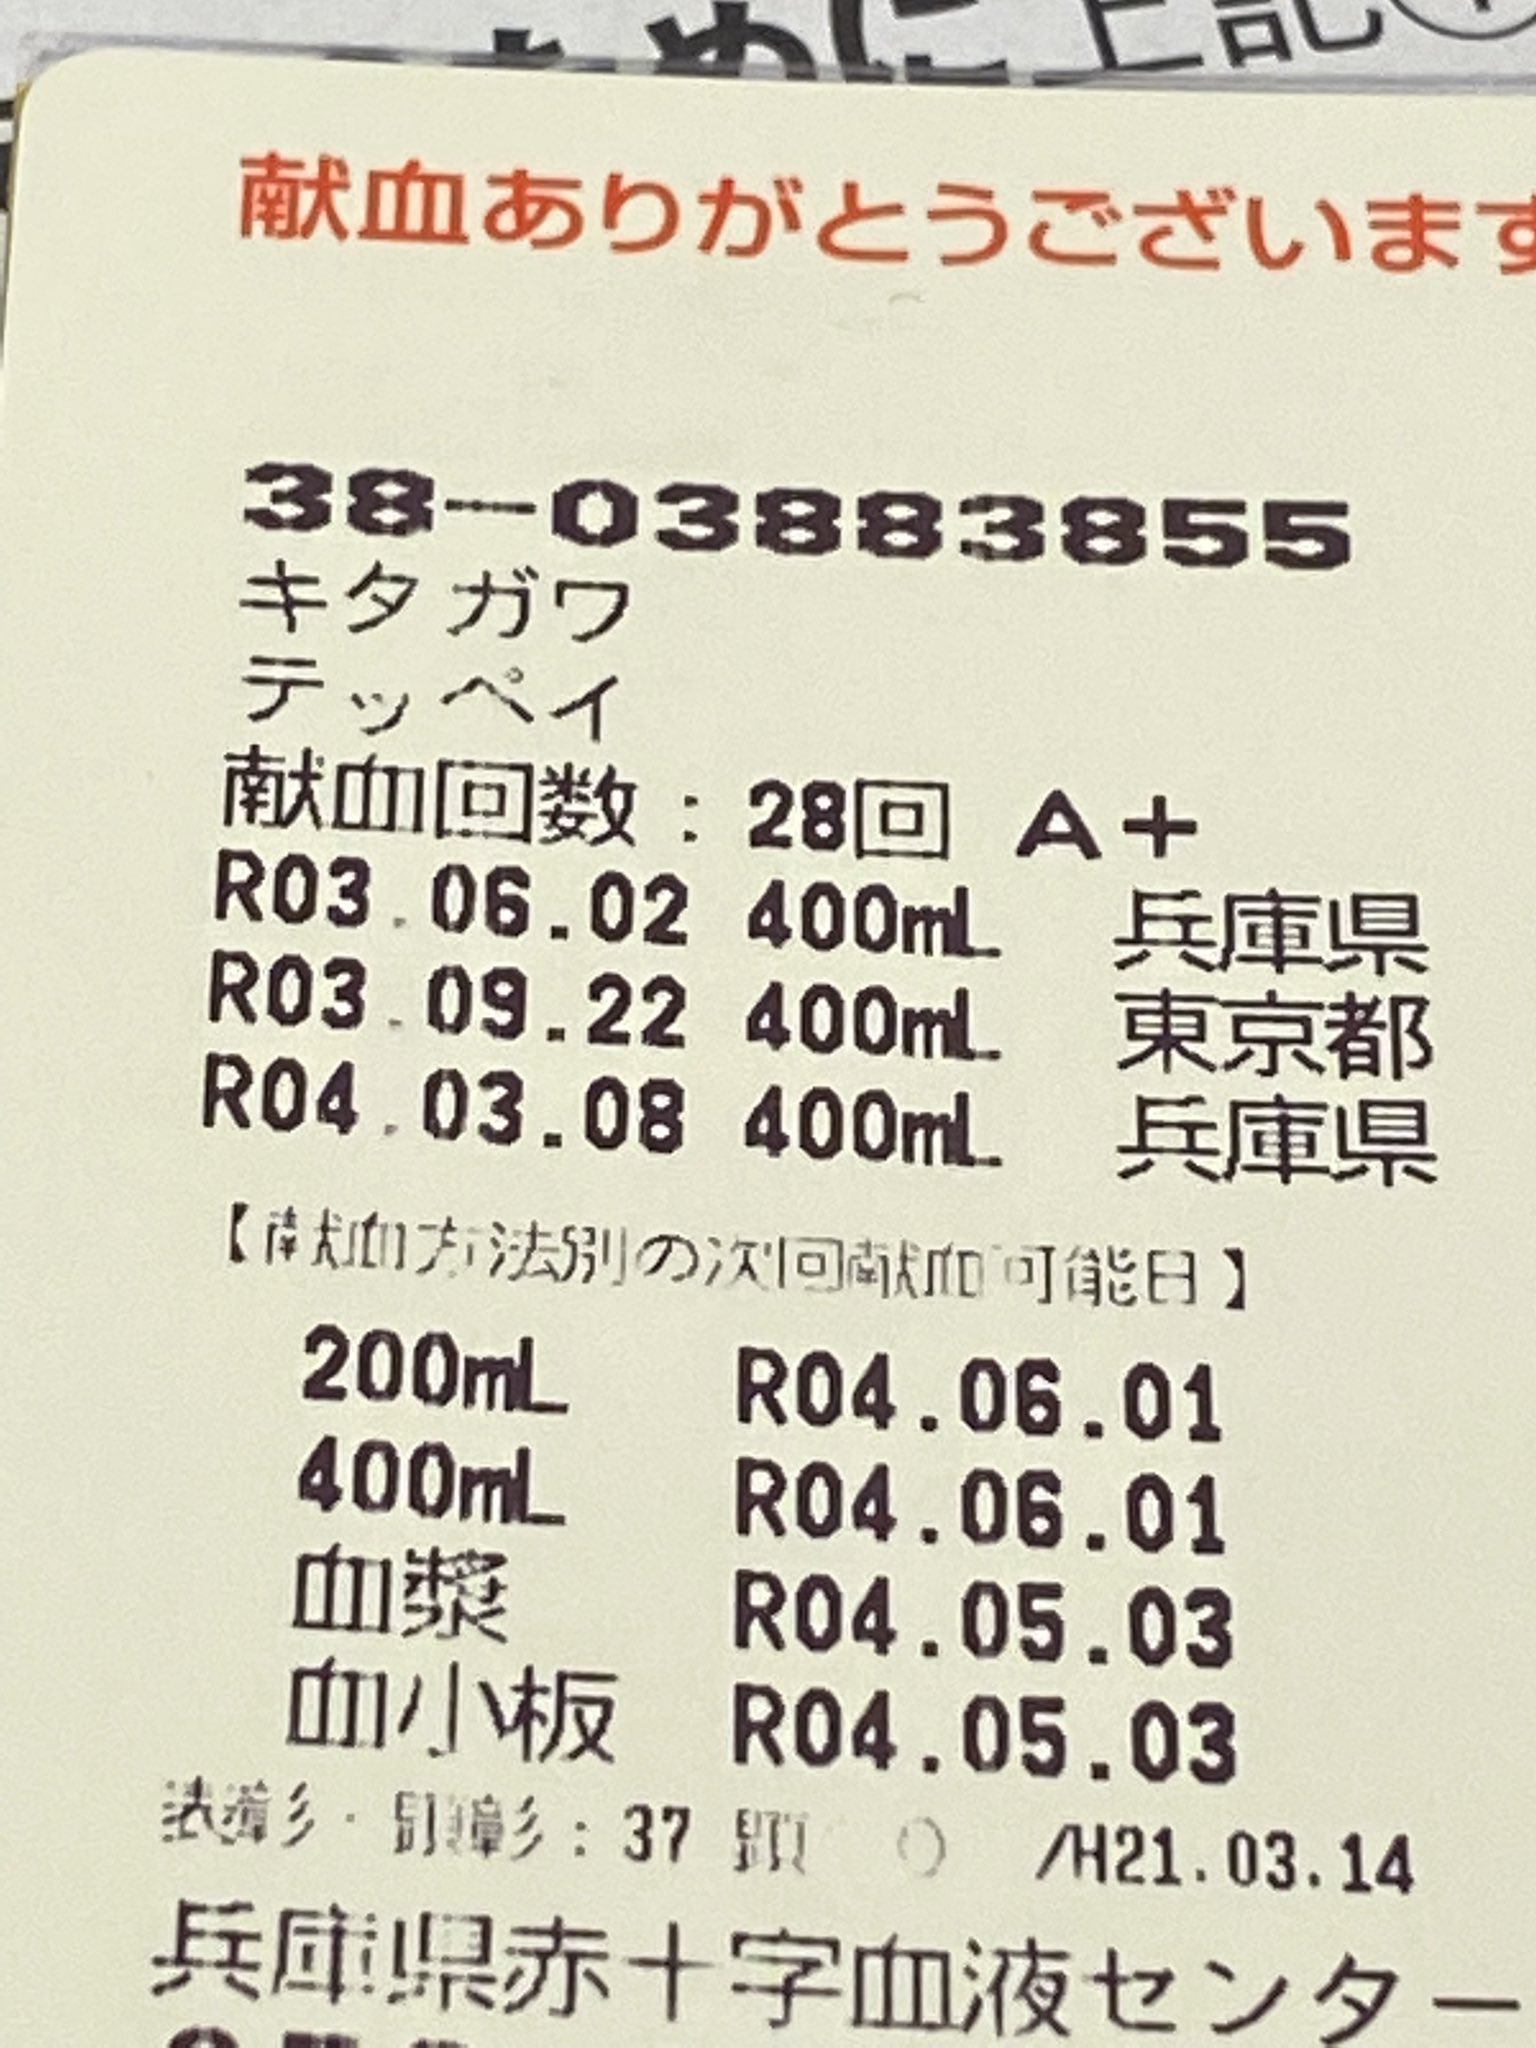 めに上記
献血ありがとうございます
38-03883855
キタガワ
テッペイ
献血回数:28回 A+
R03.06.02 400mL 兵庫県
R03.09.22 400mL 東京都
R04.03.08 400mL 兵庫県
【献血方法別の次回献血可能日】
200mL R04.06.01
400mL R04.06.01
血漿 R04.05.03
血小板 R04.05.03
: 37 /H21.03.14
兵庫県赤十字血液センター